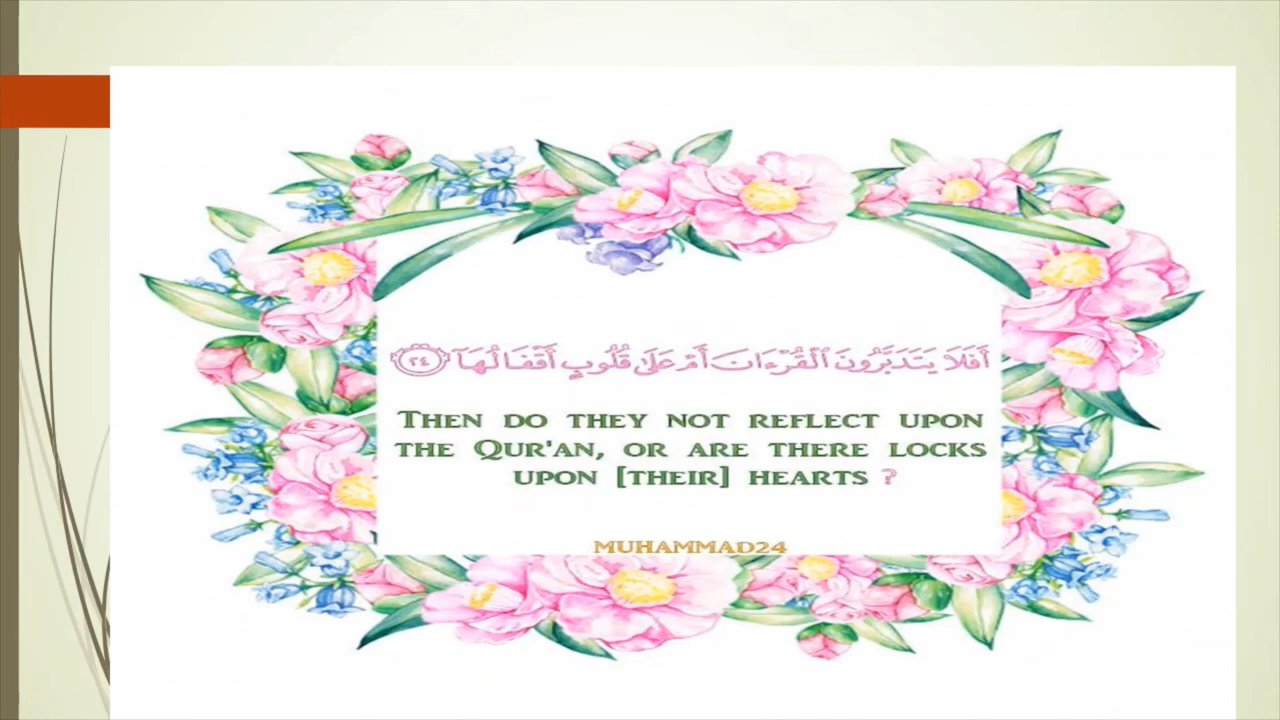 أَفَلَا يَتَدَبَّرُونَ ٱلْقُرْءَانَ أَمْ عَلَىٰ قُلُوبٍ أَقْفَالُهَآ ٢٤
THEN DO THEY NOT REFLECT UPON
THE QUR'AN, OR ARE THERE LOCKS
UPON [THEIR] HEARTS ?
MUHAMMAD24